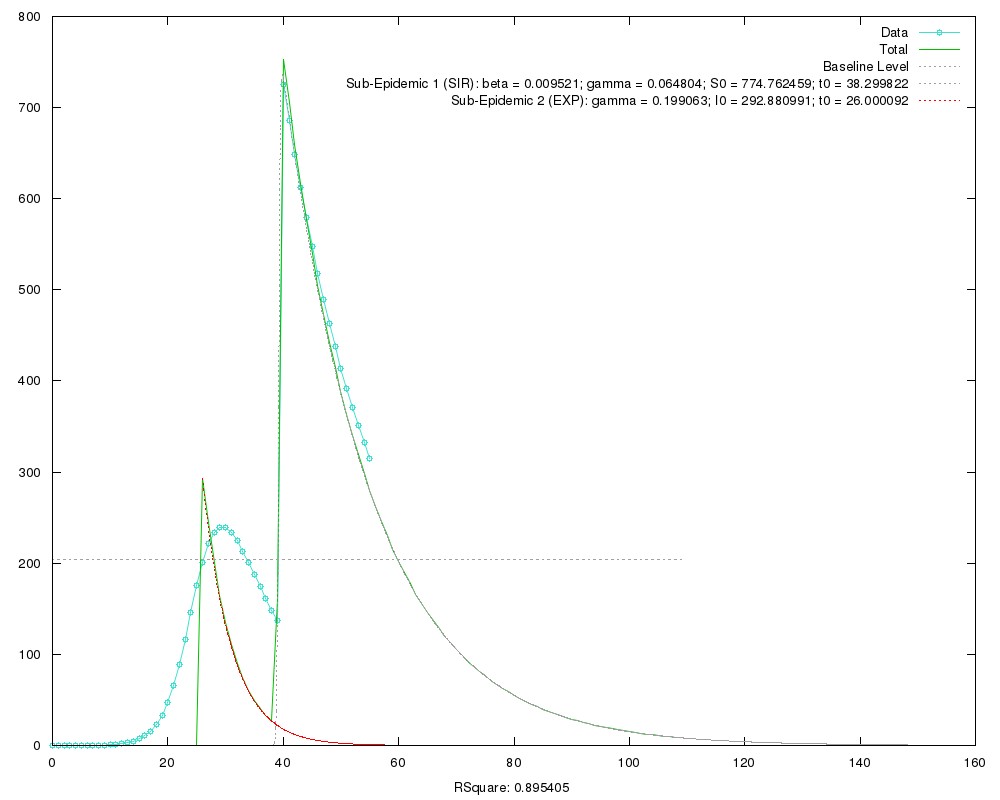 800
700
600
500
400
300
200
100
0
Data
Total
Baseline Level
Sub-Epidemic 1 (SIR): beta = 0.009521; gamma = 0.064804; S0 = 774.762459; t0 = 38.299822
Sub-Epidemic 2 (EXP): gamma = 0.199063; I0 = 292.880991; t0 = 26.000092
0 20 40 60 80 100 120 140 160
RSquare: 0.895405